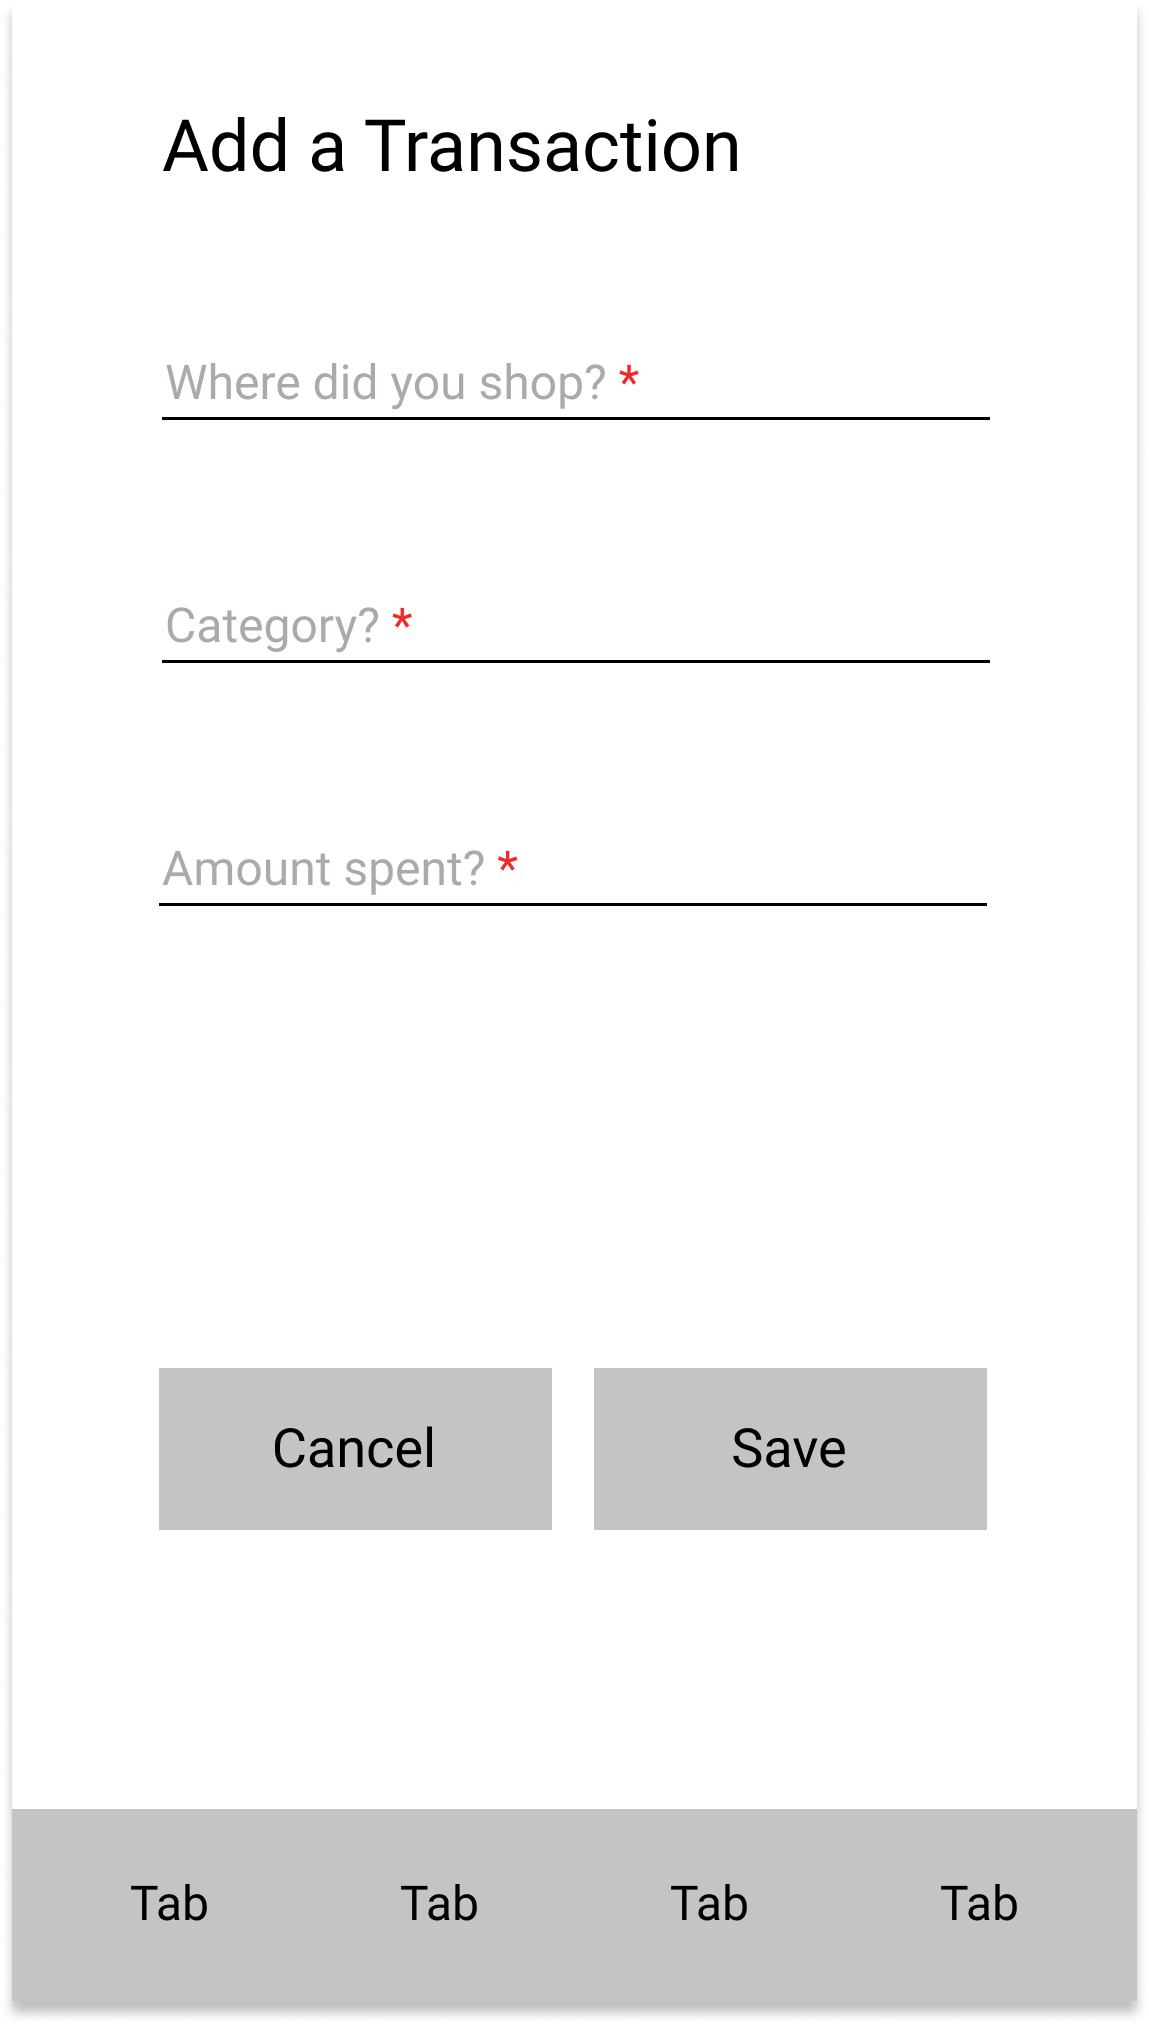 Add a Transaction
Where did you shop? *
Category? *
Amount spent? *
Cancel Save
Tab Tab Tab Tab